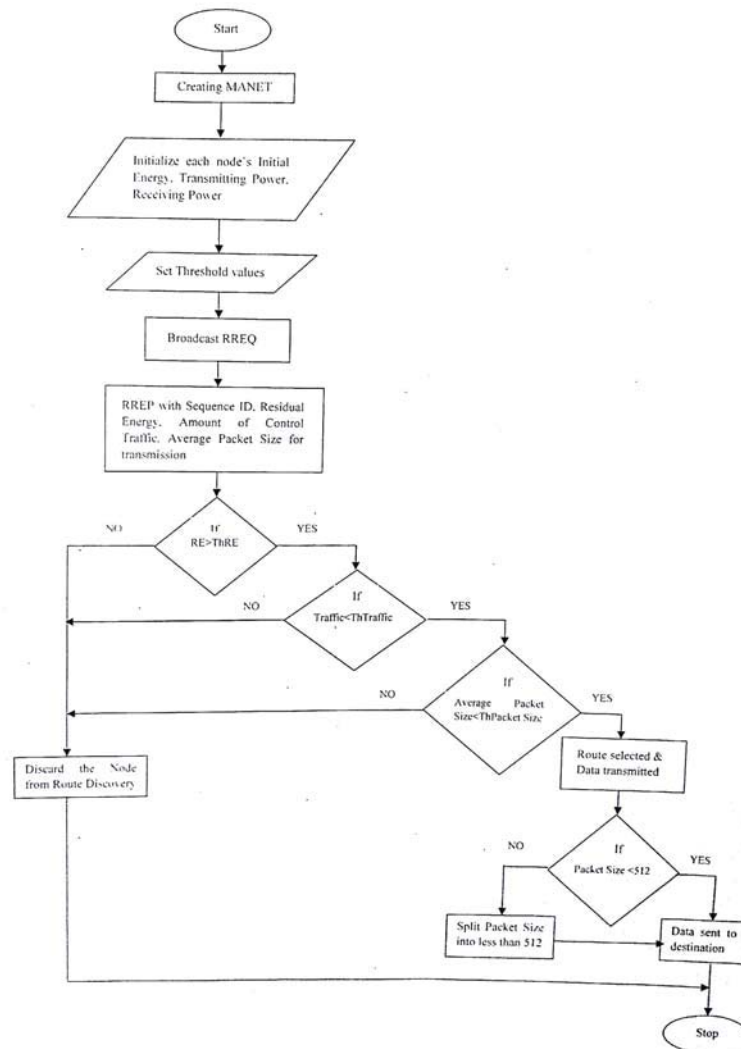 Start
Creating MANET
Initialize each node's Initial
Energy, Transmitting Power,
Receiving Power
Set Threshold values
Broadcast RREQ
RREP with Sequence ID, Residual
Energy, Amount of Control
Traffic, Average Packet Size for
transmission
NO
If
RE>ThRE
YES
NO
If
Traffic<ThTraffic
YES
NO
If
Average Packet
Size<ThPacket Size
YES
Discard the Node
from Route Discovery
Route selected &
Data transmitted
NO
If
Packet Size <512
YES
Split Packet Size
into less than 512
Data sent to
destination
Stop